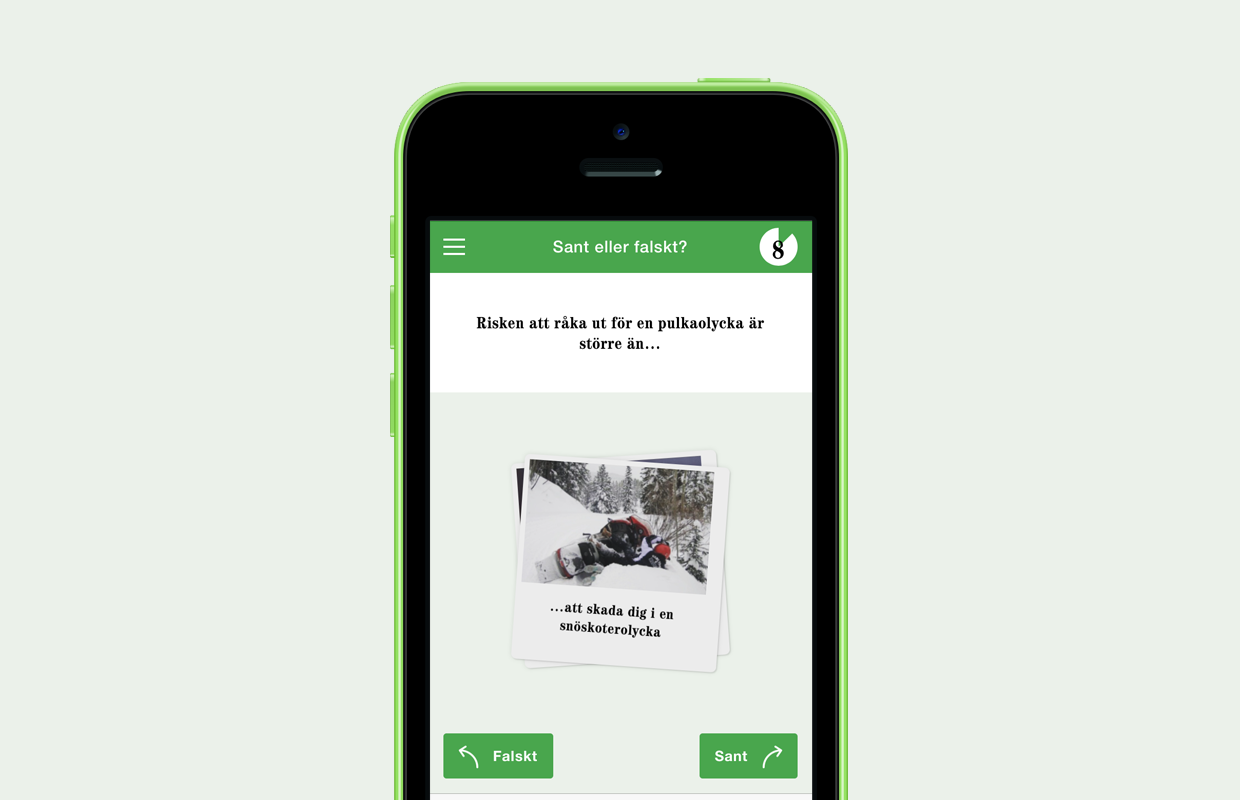 Sant eller falskt?
8
Risken att råka ut för en pulkaolycka är
större än...
...att skada dig i en
snöskoterolycka
Falskt
Sant